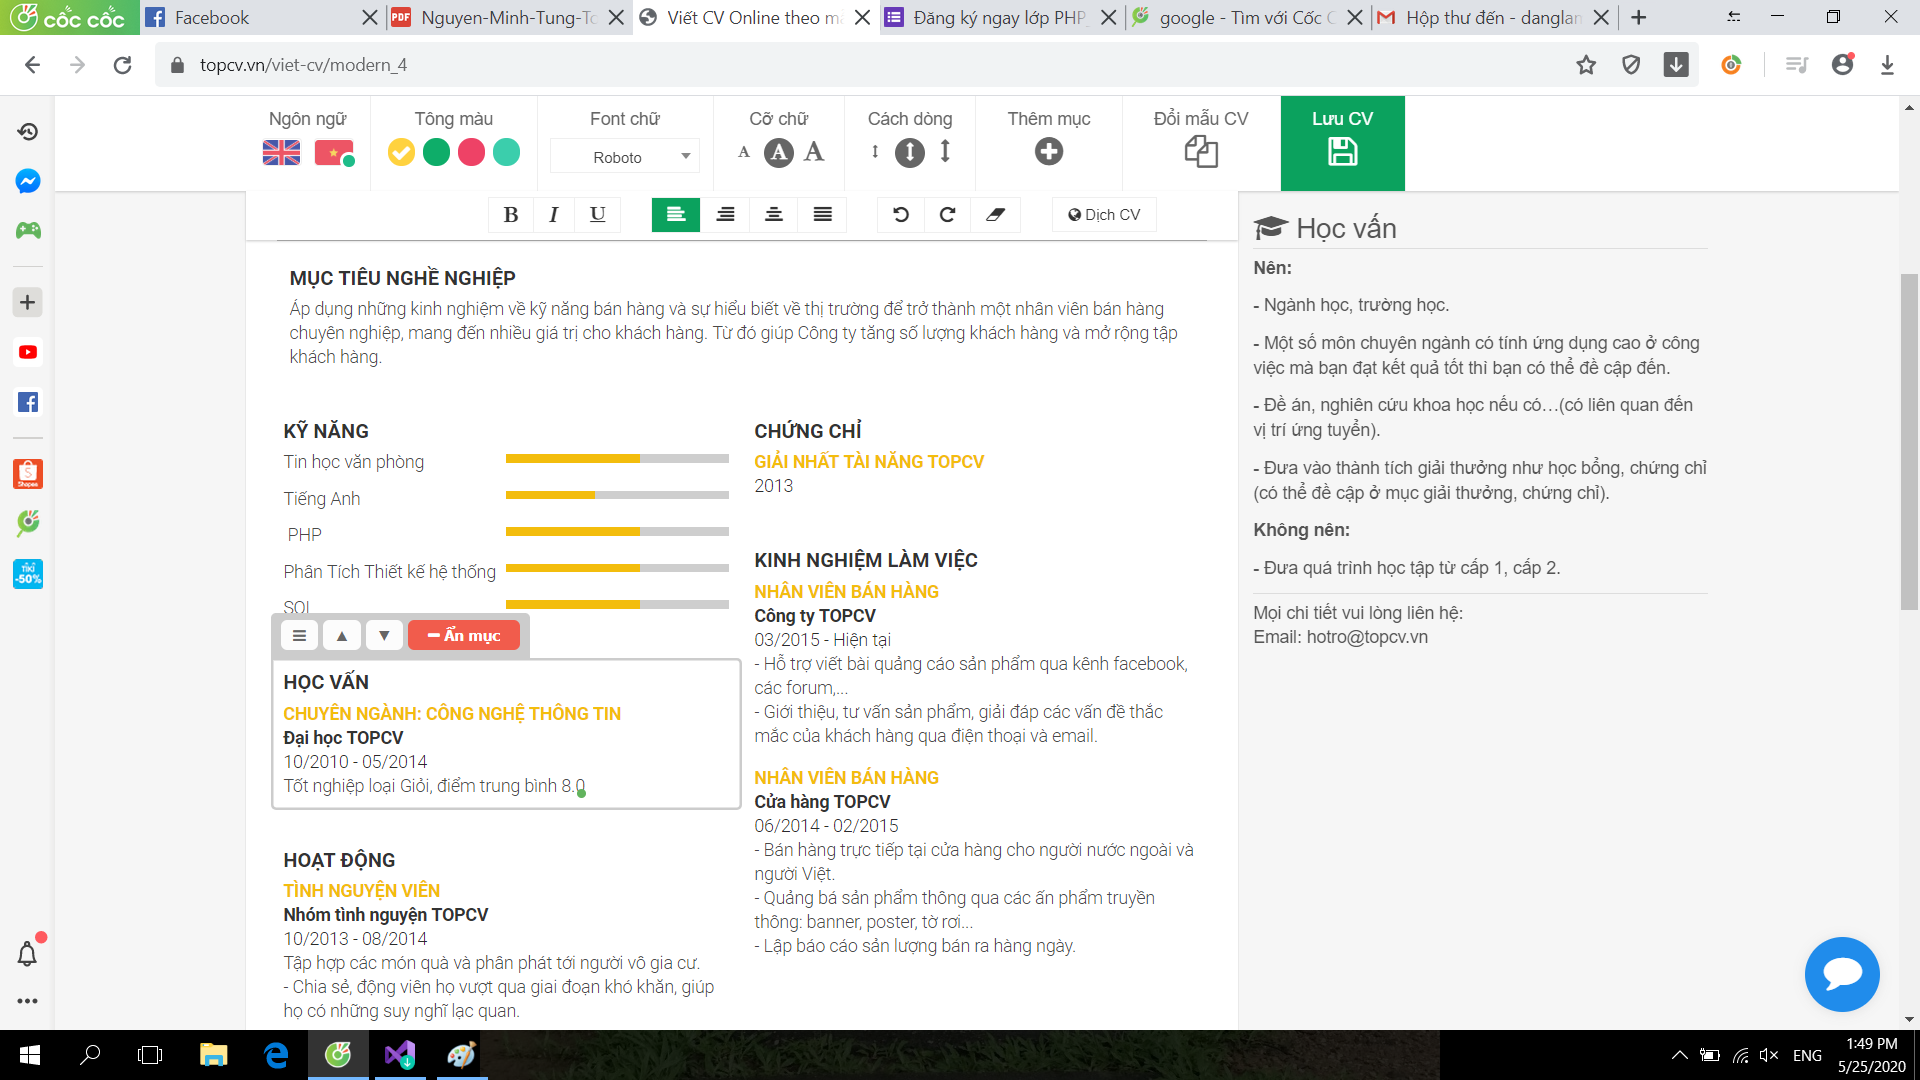 cốc cốc
Facebook
Nguyen-Minh-Tung-To
Viết CV Online theo mẫ
Đăng ký ngay lớp PHP
google - Tìm với Cốc C
Hộp thư đến - danglan
topcv.vn/viet-cv/modern_4
Ngôn ngữ
Tông màu
Font chữ
Cỡ chữ
Cách dòng
Thêm mục
Đổi mẫu CV
Lưu CV
Roboto
A A A
B I U
Dịch CV
MỤC TIÊU NGHỀ NGHIỆP
Áp dụng những kinh nghiệm về kỹ năng bán hàng và sự hiểu biết về thị trường để trở thành một nhân viên bán hàng
chuyên nghiệp, mang đến nhiều giá trị cho khách hàng. Từ đó giúp Công ty tăng số lượng khách hàng và mở rộng tập
khách hàng.
KỸ NĂNG
Tin học văn phòng
Tiếng Anh
PHP
Phân Tích Thiết kế hệ thống
SQL
Ẩn mục
HỌC VẤN
CHUYÊN NGÀNH: CÔNG NGHỆ THÔNG TIN
Đại học TOPCV
10/2010 - 05/2014
Tốt nghiệp loại Giỏi, điểm trung bình 8.0
HOẠT ĐỘNG
TÌNH NGUYỆN VIÊN
Nhóm tình nguyện TOPCV
10/2013 - 08/2014
Tập hợp các món quà và phân phát tới người vô gia cư.
- Chia sẻ, động viên họ vượt qua giai đoạn khó khăn, giúp
họ có những suy nghĩ lạc quan.
CHỨNG CHỈ
GIẢI NHẤT TÀI NĂNG TOPCV
2013
KINH NGHIỆM LÀM VIỆC
NHÂN VIÊN BÁN HÀNG
Công ty TOPCV
03/2015 - Hiện tại
- Hỗ trợ viết bài quảng cáo sản phẩm qua kênh facebook,
các forum,...
- Giới thiệu, tư vấn sản phẩm, giải đáp các vấn đề thắc
mắc của khách hàng qua điện thoại và email.
NHÂN VIÊN BÁN HÀNG
Cửa hàng TOPCV
06/2014 - 02/2015
- Bán hàng trực tiếp tại cửa hàng cho người nước ngoài và
người Việt.
- Quảng bá sản phẩm thông qua các ấn phẩm truyền
thông: banner, poster, tờ rơi...
- Lập báo cáo sản lượng bán ra hàng ngày.
Học vấn
Nên:
- Ngành học, trường học.
- Một số môn chuyên ngành có tính ứng dụng cao ở công
việc mà bạn đạt kết quả tốt thì bạn có thể đề cập đến.
- Đề án, nghiên cứu khoa học nếu có…(có liên quan đến
vị trí ứng tuyển).
- Đưa vào thành tích giải thưởng như học bổng, chứng chỉ
(có thể đề cập ở mục giải thưởng, chứng chỉ).
Không nên:
- Đưa quá trình học tập từ cấp 1, cấp 2.
Mọi chi tiết vui lòng liên hệ:
Email: hotro@topcv.vn
Shopee
TIKI
-50%
ENG
1:49 PM
5/25/2020